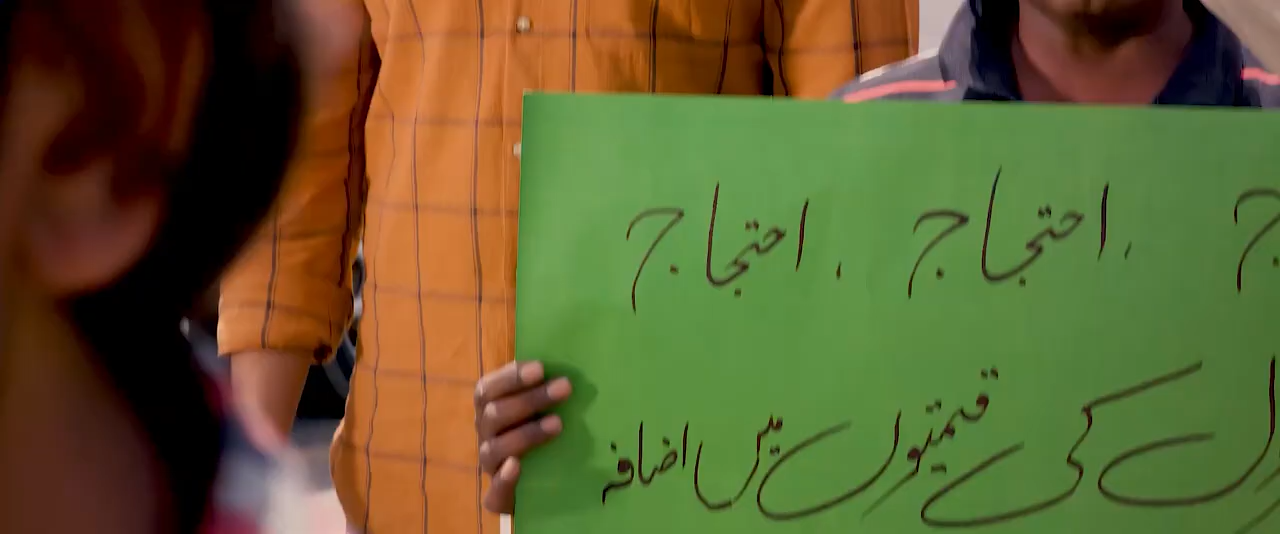 احتجاج ، احتجاج ،
کی قیمتوں میں اضافہ